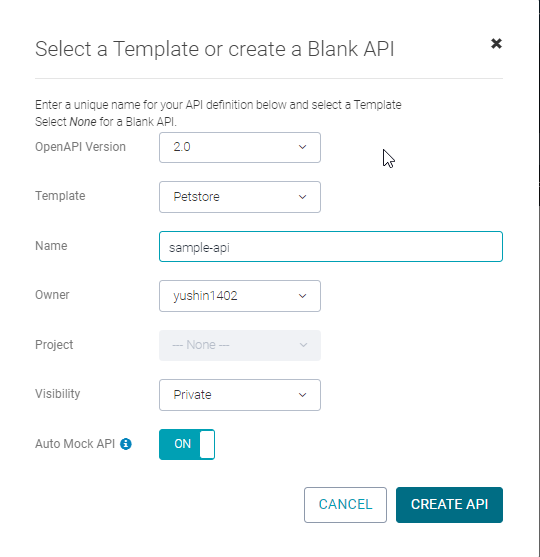 Select a Template or create a Blank API
Enter a unique name for your API definition below and select a Template
Select None for a Blank API.
OpenAPI Version 2.0
Template Petstore
Name sample-api
Owner yushin1402
Project --- None ---
Visibility Private
Auto Mock API ON
CANCEL CREATE API